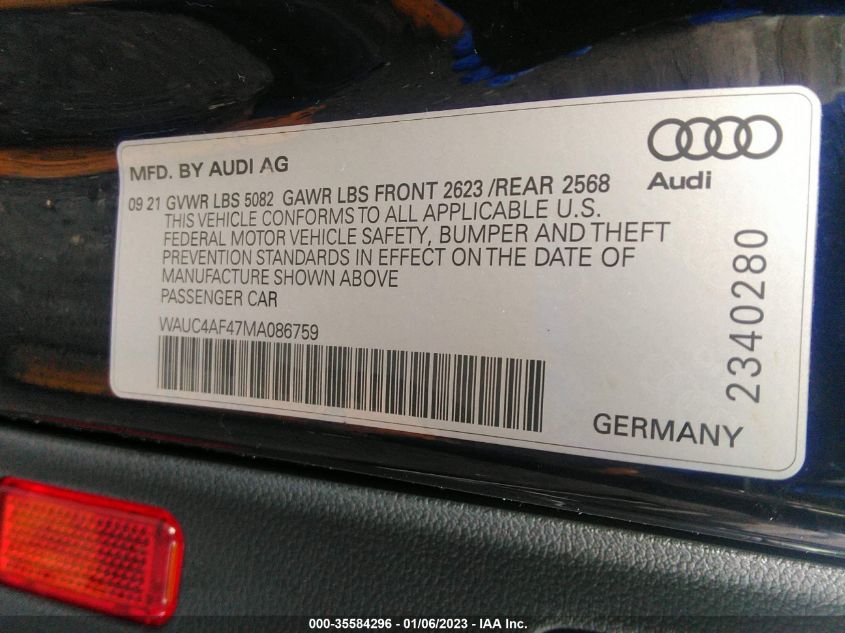 MFD. BY AUDI AG
Audi
09 21 GVWR LBS 5082 GAWR LBS FRONT 2623 /REAR 2568
THIS VEHICLE CONFORMS TO ALL APPLICABLE U.S.
FEDERAL MOTOR VEHICLE SAFETY, BUMPER AND THEFT
PREVENTION STANDARDS IN EFFECT ON THE DATE OF
MANUFACTURE SHOWN ABOVE
PASSENGER CAR
WAUC4AF47MA086759
2340280
GERMANY
000-35584296 - 01/06/2023 - IAA Inc.